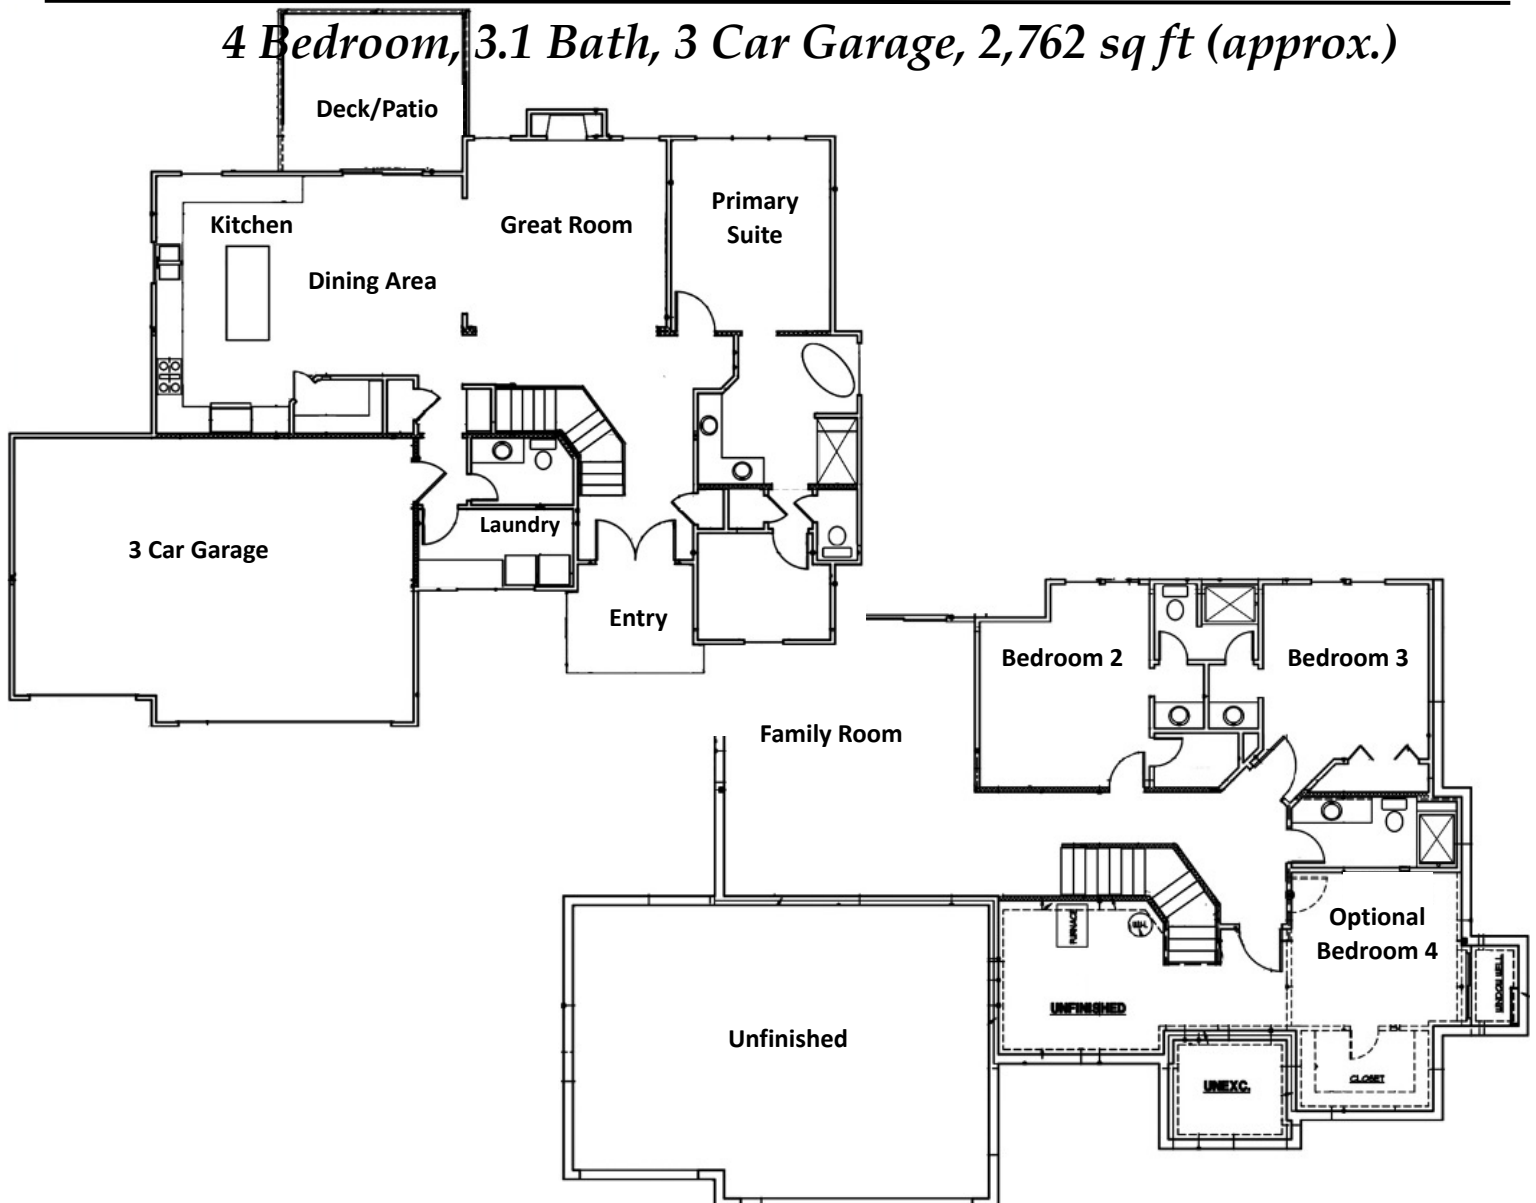 4 Bedroom, 3.1 Bath, 3 Car Garage, 2,762 sq ft (approx.)
Deck/Patio
Kitchen
Great Room
Primary
Suite
Dining Area
Laundry
3 Car Garage
Entry
Bedroom 2
Bedroom 3
Family Room
FURNACE
Optional
Bedroom 4
WINDOW WELL
UNFINISHED
Unfinished
UNEXC.
CLOSET